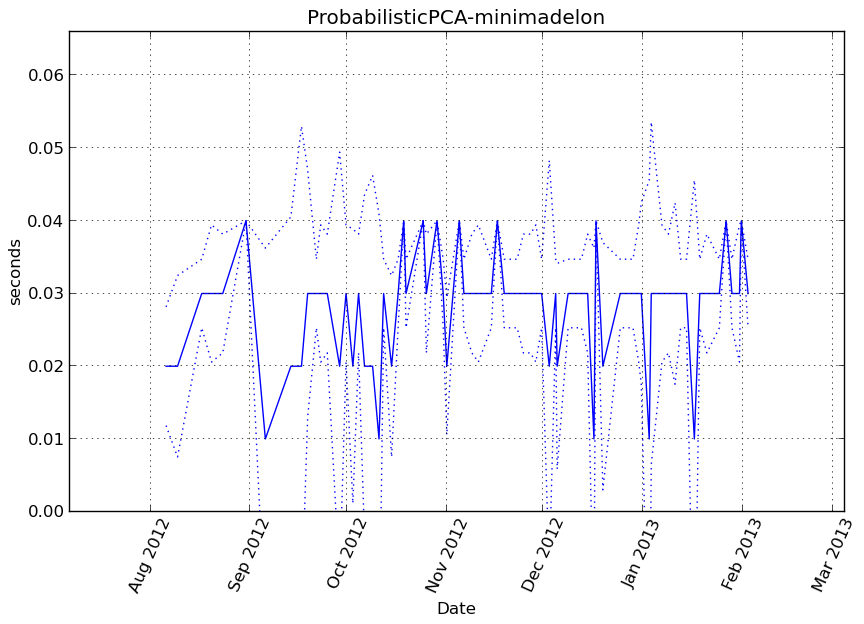 ProbabilisticPCA-minimadelon
0.06
0.05
0.04
0.03
0.02
0.01
0.00
seconds
Aug 2012
Sep 2012
Oct 2012
Nov 2012
Dec 2012
Jan 2013
Feb 2013
Mar 2013
Date